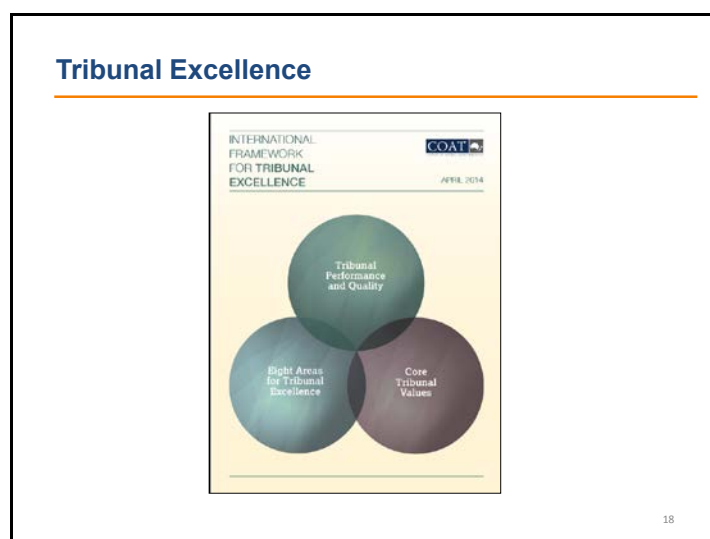 Tribunal Excellence
INTERNATIONAL
FRAMEWORK
FOR TRIBUNAL
EXCELLENCE
COAT
APRIL 2014
Tribunal
Performance
and Quality
Eight Areas
for Tribunal
Excellence
Core
Tribunal
Values
18